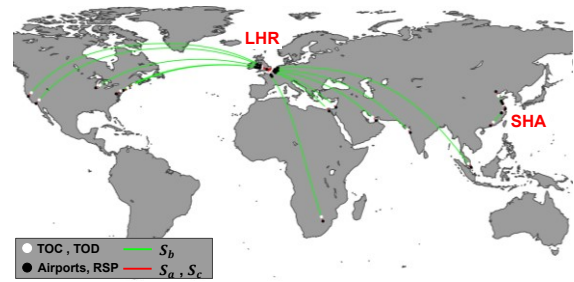 LHR
SHA
TOC , TOD
S_b
Airports, RSP
S_a , S_c